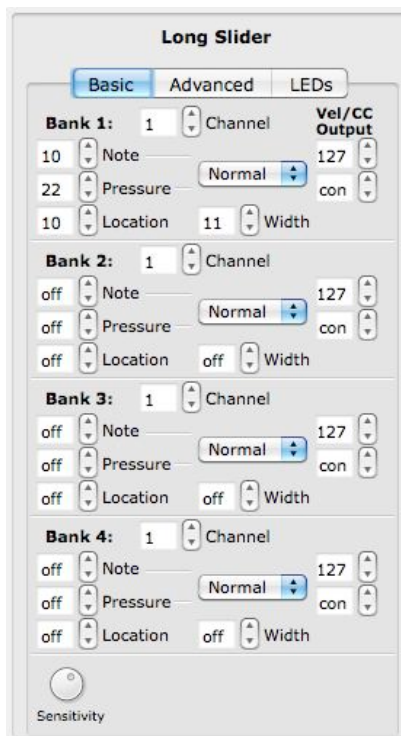 Long Slider
Basic Advanced LEDs
Bank 1: 1 Channel Vel/CC Output
10 Note 127
Normal
22 Pressure con
10 Location 11 Width
Bank 2: 1 Channel
off Note 127
Normal
off Pressure con
off Location off Width
Bank 3: 1 Channel
off Note 127
Normal
off Pressure con
off Location off Width
Bank 4: 1 Channel
off Note 127
Normal
off Pressure con
off Location off Width
Sensitivity